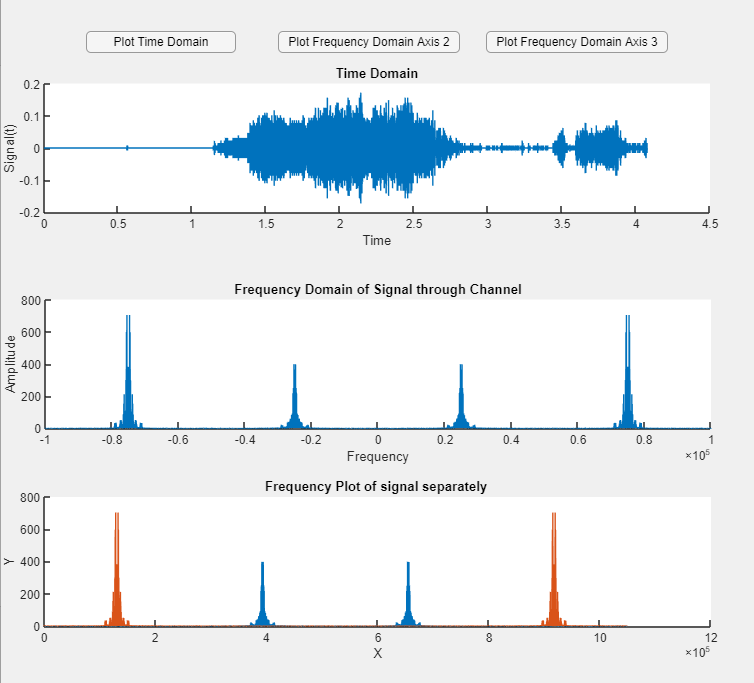 Plot Time Domain Plot Frequency Domain Axis 2 Plot Frequency Domain Axis 3
Time Domain
0.2
0.1
0
-0.1
-0.2
Signal(t)
0 0.5 1 1.5 2 2.5 3 3.5 4 4.5
Time
Frequency Domain of Signal through Channel
800
600
400
200
0
Amplitude
-1 -0.8 -0.6 -0.4 -0.2 0 0.2 0.4 0.6 0.8 1
Frequency ×10⁵
Frequency Plot of signal separately
800
600
400
200
0
Y
0 2 4 6 8 10 12
X ×10⁵